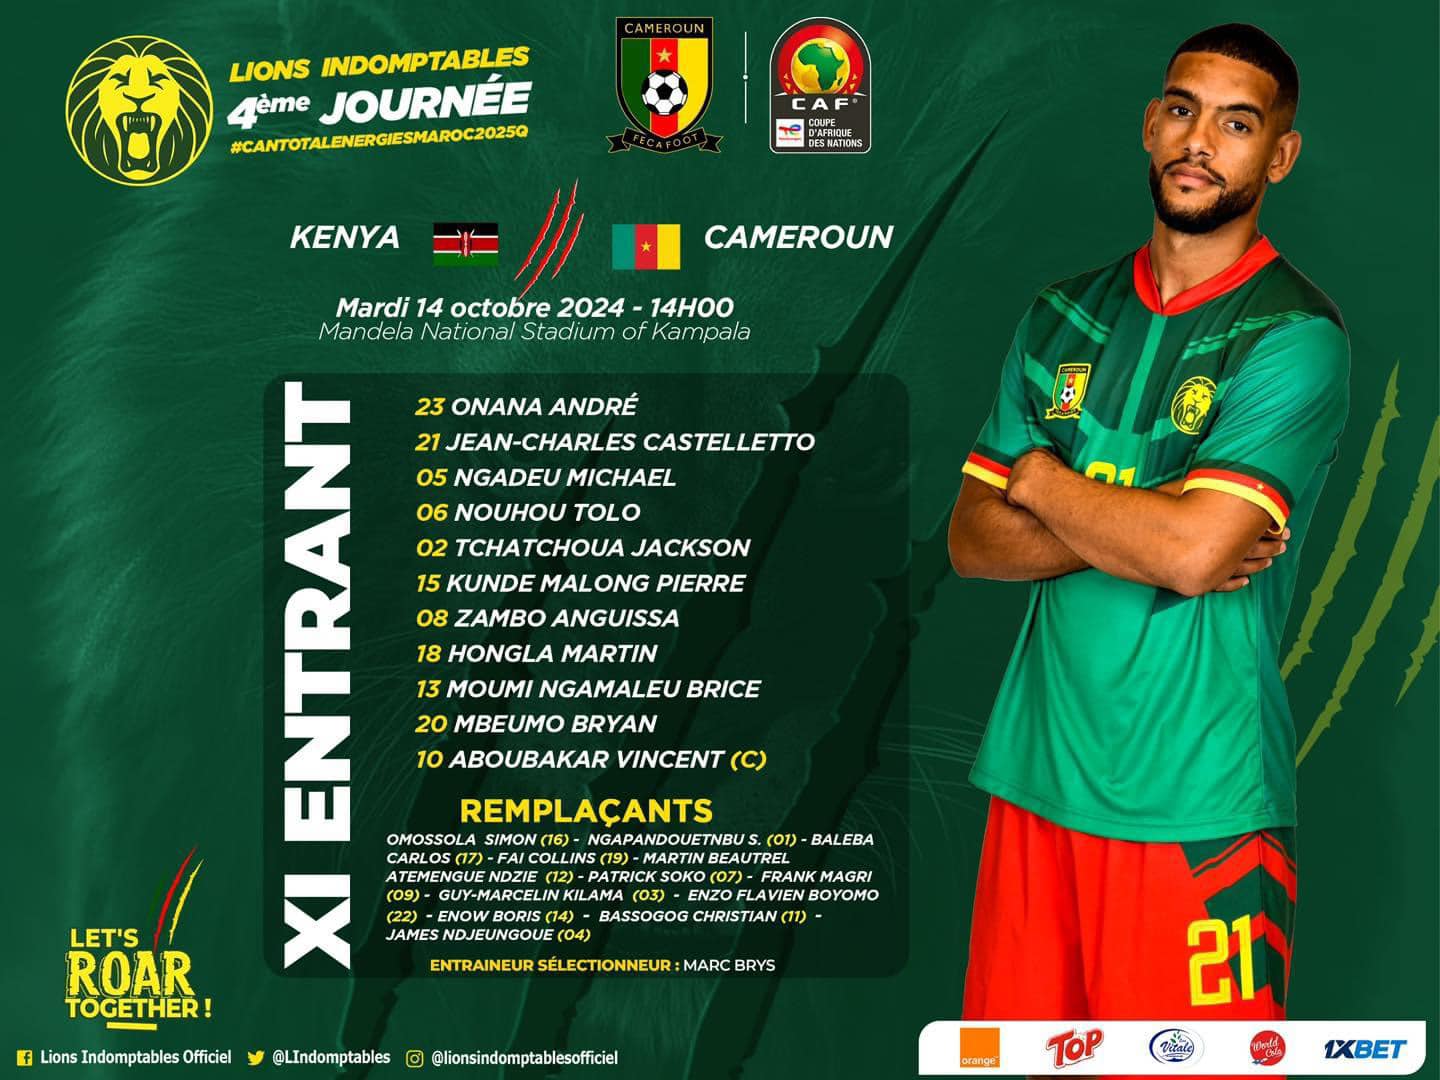 LIONS INDOMPTABLES
4ème JOURNÉE
#CANTOTALENERGIESMAROC2025Q
CAMEROUN
FECAFOOT
CAF
COUPE
D'AFRIQUE
DES NATIONS
KENYA
CAMEROUN
Mardi 14 octobre 2024 - 14H00
Mandela National Stadium of Kampala
XI ENTRANT
23 ONANA ANDRÉ
21 JEAN-CHARLES CASTELLETTO
05 NGADEU MICHAEL
06 NOUHOU TOLO
02 TCHATCHOUA JACKSON
15 KUNDE MALONG PIERRE
08 ZAMBO ANGUISSA
18 HONGLA MARTIN
13 MOUMI NGAMALEU BRICE
20 MBEUMO BRYAN
10 ABOUBAKAR VINCENT (C)
REMPLAÇANTS
OMOSSOLA SIMON (16) - NGAPANDOUETNBU S. (01) - BALEBA
CARLOS (17) - FAI COLLINS (19) - MARTIN BEAUTREL
ATEMENGUE NDZIE (12) - PATRICK SOKO (07) - FRANK MAGRI
(09) - GUY-MARCELIN KILAMA (03) - ENZO FLAVIEN BOYOMO
(22) - ENOW BORIS (14) - BASSOGOG CHRISTIAN (11) -
JAMES NDJEUNGOUE (04)
ENTRAINEUR SÉLECTIONNEUR : MARC BRYS
CAMEROUN
21
21
LET'S
ROAR
TOGETHER !
Lions Indomptables Officiel
@LIndomptables
@lionsindomptablesofficiel
orange
TOP
Vitale
World
Cola
1XBET